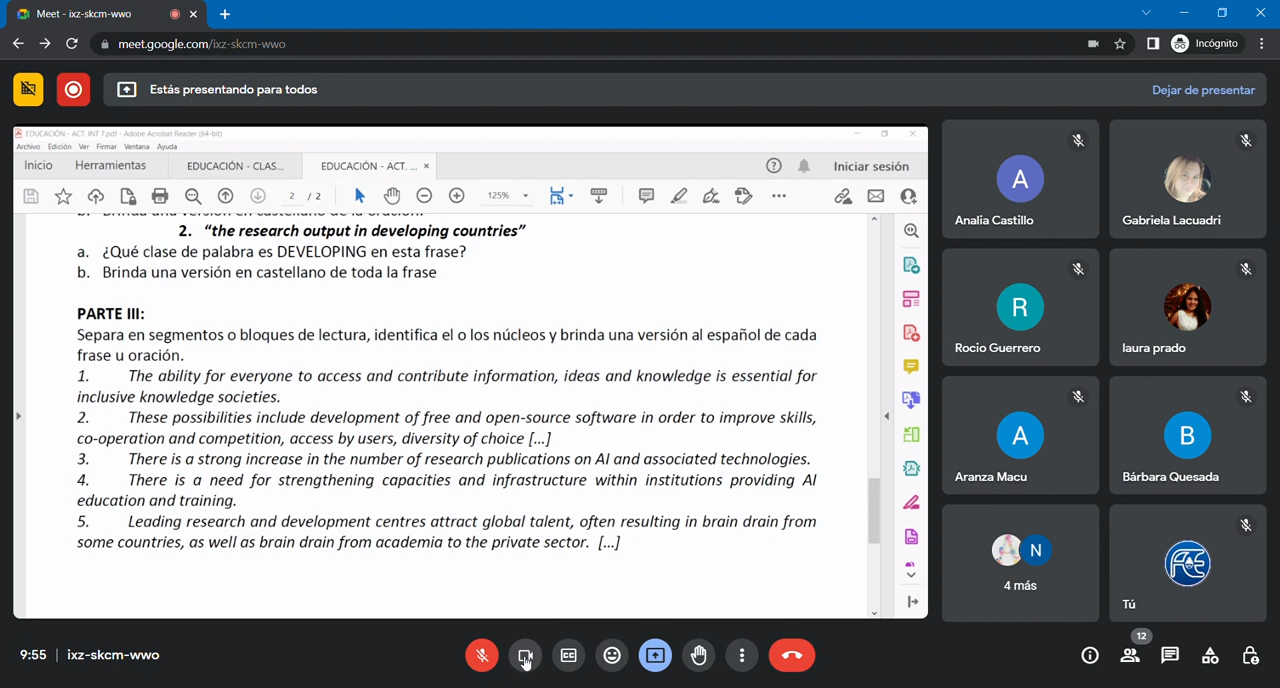 Meet - ixz-skcm-wwo
meet.google.com/ixz-skcm-wwo
Incógnito
Estás presentando para todos
Dejar de presentar
EDUCACIÓN - ACT. INT 7.pdf - Adobe Acrobat Reader (64-bit)
Archivo Edición Ver Firmar Ventana Ayuda
Inicio Herramientas EDUCACIÓN - CLAS... EDUCACIÓN - ACT. ... Iniciar sesión
2 / 2 125%
b. Brinda una versión en castellano de la oración.
2. “the research output in developing countries”
a. ¿Qué clase de palabra es DEVELOPING en esta frase?
b. Brinda una versión en castellano de toda la frase
PARTE III:
Separa en segmentos o bloques de lectura, identifica el o los núcleos y brinda una versión al español de cada
frase u oración.
1. The ability for everyone to access and contribute information, ideas and knowledge is essential for
inclusive knowledge societies.
2. These possibilities include development of free and open-source software in order to improve skills,
co-operation and competition, access by users, diversity of choice [...]
3. There is a strong increase in the number of research publications on AI and associated technologies.
4. There is a need for strengthening capacities and infrastructure within institutions providing AI
education and training.
5. Leading research and development centres attract global talent, often resulting in brain drain from
some countries, as well as brain drain from academia to the private sector. [...]
A
Analia Castillo
Gabriela Lacuadri
R
Rocio Guerrero
laura prado
A
Aranza Macu
B
Bárbara Quesada
N
4 más
FCE
Tú
9:55 | ixz-skcm-wwo
12